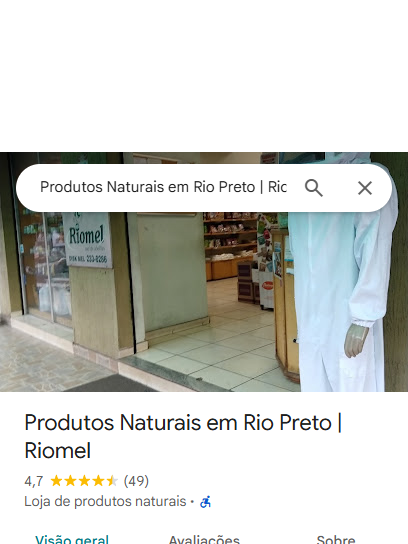 Produtos Naturais em Rio Preto | Ric
Riomel
233-8266
Produtos Naturais em Rio Preto |
Riomel
4,7 (49)
Loja de produtos naturais ·
Visão geral Avaliações Sobre